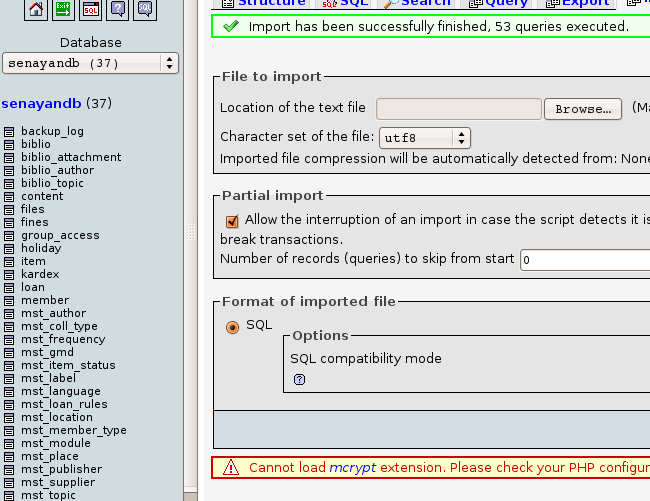 Structure SQL Search Query Export
Import has been successfully finished, 53 queries executed.
Database
senayandb (37)
senayandb (37)
backup_log
biblio
biblio_attachment
biblio_author
biblio_topic
content
files
fines
group_access
holiday
item
kardex
loan
member
mst_author
mst_coll_type
mst_frequency
mst_gmd
mst_item_status
mst_label
mst_language
mst_loan_rules
mst_location
mst_member_type
mst_module
mst_place
mst_publisher
mst_supplier
mst_topic
File to import
Location of the text file Browse... (Ma
Character set of the file: utf8
Imported file compression will be automatically detected from: None
Partial import
Allow the interruption of an import in case the script detects it is
break transactions.
Number of records (queries) to skip from start 0
Format of imported file
SQL
Options
SQL compatibility mode
Cannot load mcrypt extension. Please check your PHP configur